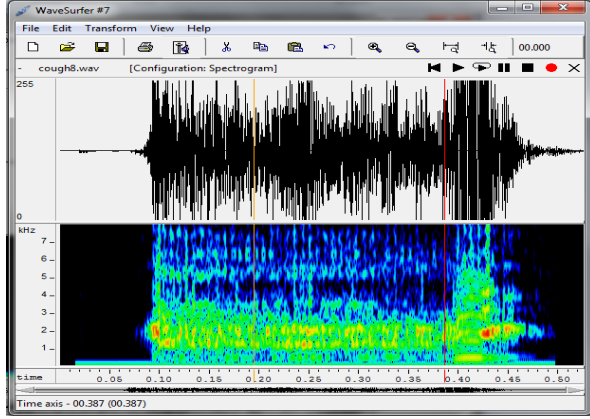 WaveSurfer #7
File Edit Transform View Help
00.000
- cough8.wav [Configuration: Spectrogram]
255
0
kHz
7
6
5
4
3
2
1
time 0.05 0.10 0.15 0.20 0.25 0.30 0.35 0.40 0.45 0.50
Time axis - 00.387 (00.387)